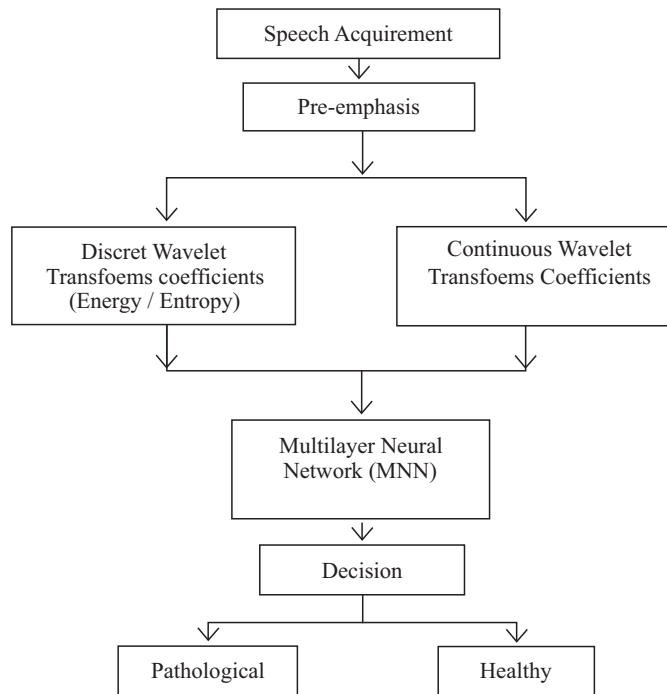 Speech Acquirement
Pre-emphasis
Discret Wavelet
Transfoems coefficients
(Energy / Entropy)
Continuous Wavelet
Transfoems Coefficients
Multilayer Neural
Network (MNN)
Decision
Pathological
Healthy